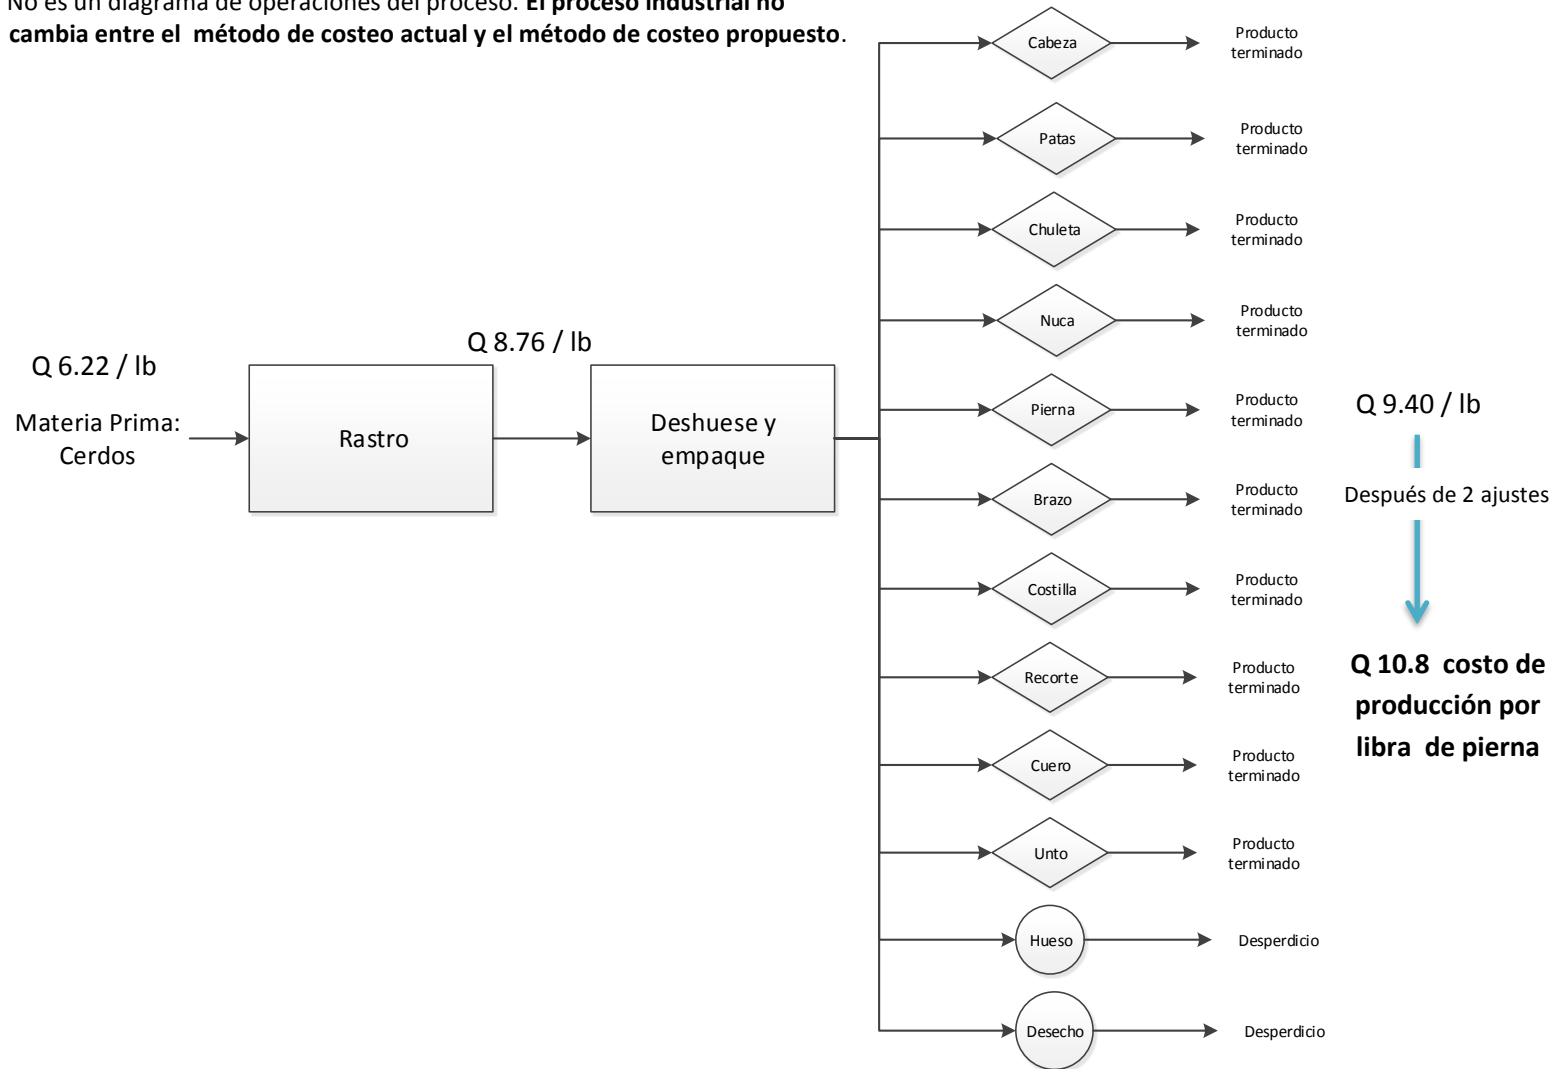 No es un diagrama de operaciones del proceso. El proceso industrial no
cambia entre el método de costeo actual y el método de costeo propuesto.
Q 6.22 / lb
Materia Prima:
Cerdos
Rastro
Q 8.76 / lb
Deshuese y
empaque
Cabeza
Producto
terminado
Patas
Producto
terminado
Chuleta
Producto
terminado
Nuca
Producto
terminado
Pierna
Producto
terminado
Brazo
Producto
terminado
Costilla
Producto
terminado
Recorte
Producto
terminado
Cuero
Producto
terminado
Unto
Producto
terminado
Hueso
Desperdicio
Desecho
Desperdicio
Q 9.40 / lb
Después de 2 ajustes
Q 10.8 costo de
producción por
libra de pierna